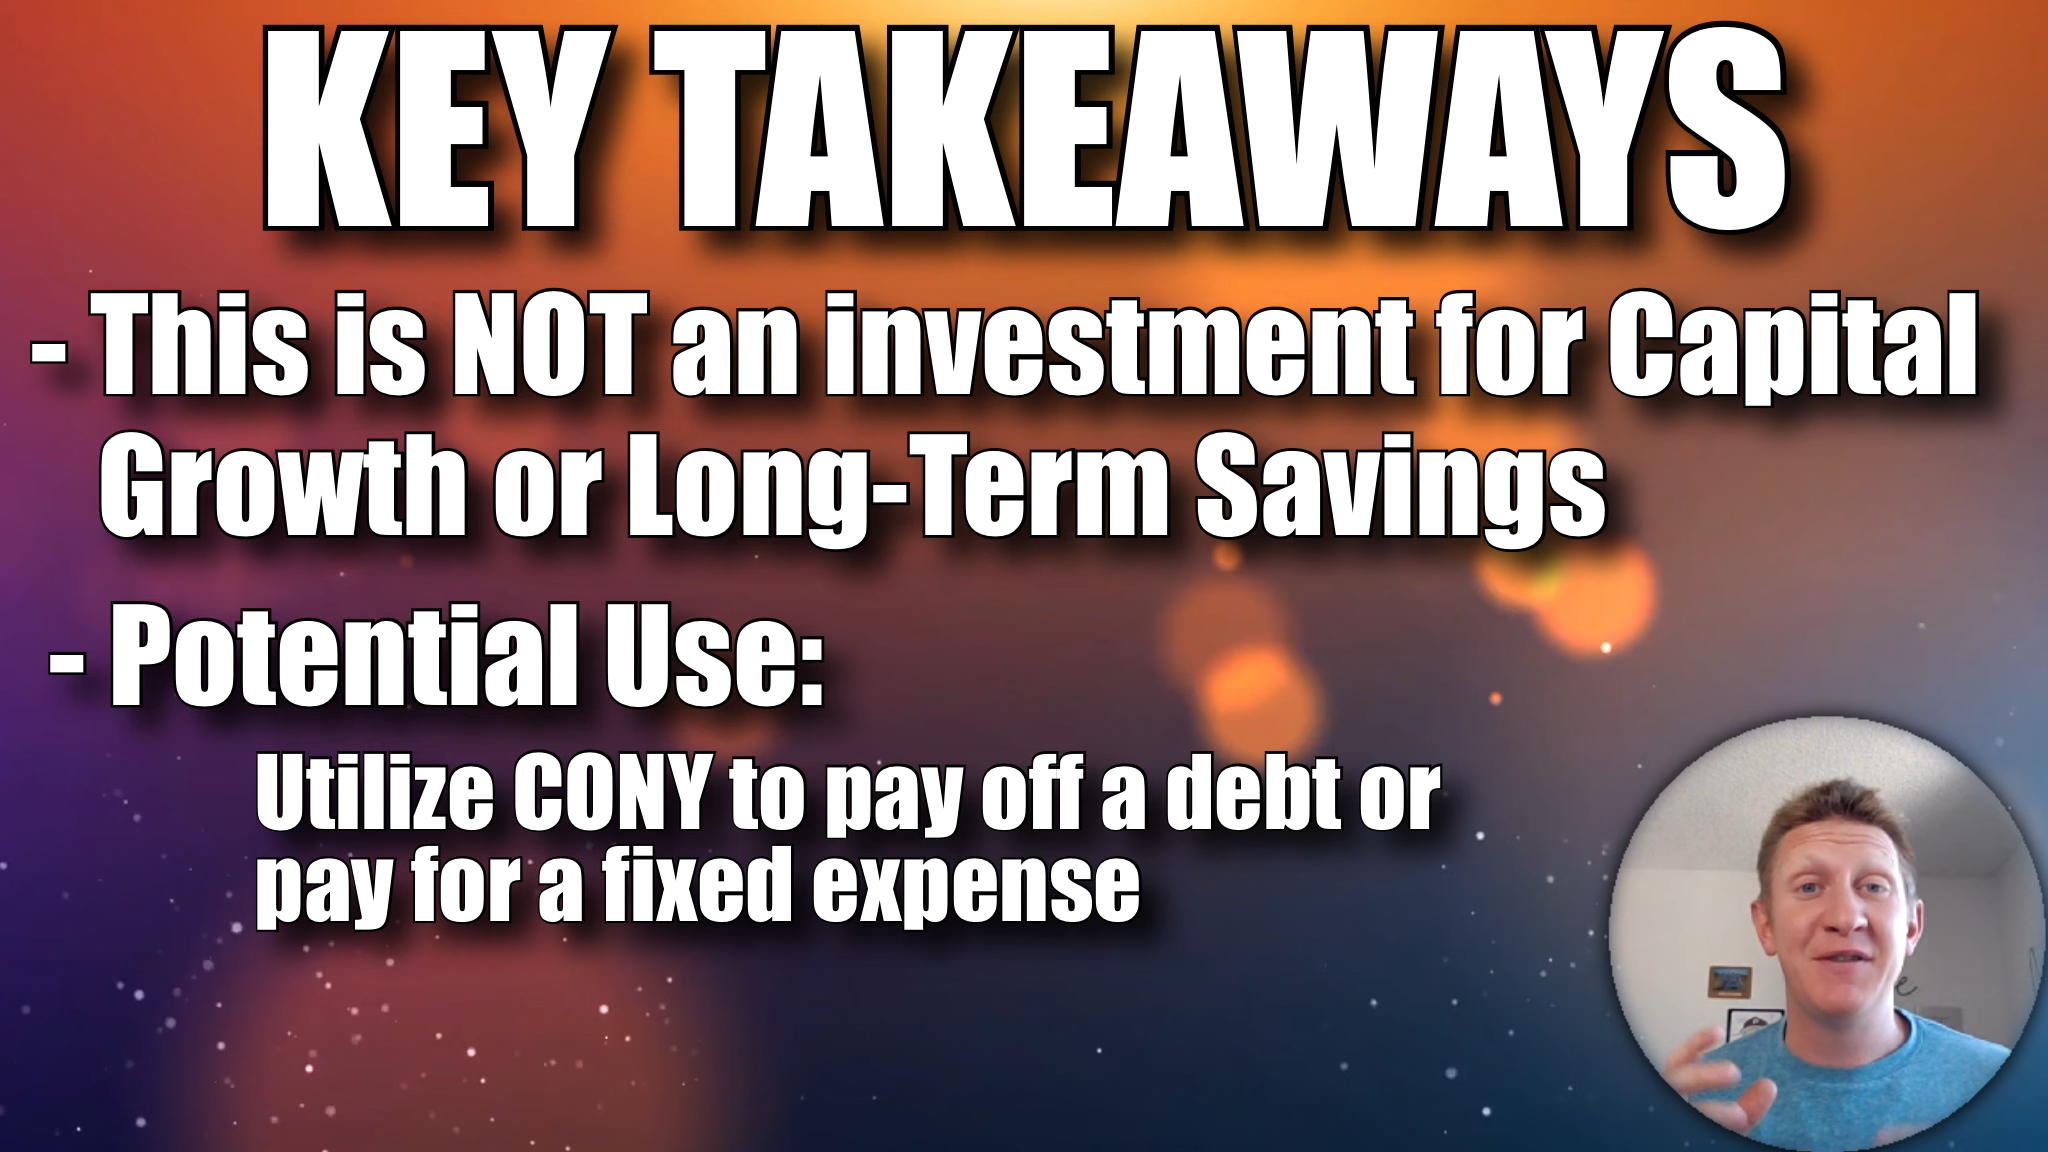 KEY TAKEAWAYS
- This is NOT an investment for Capital
Growth or Long-Term Savings
- Potential Use:
Utilize CONY to pay off a debt or
pay for a fixed expense